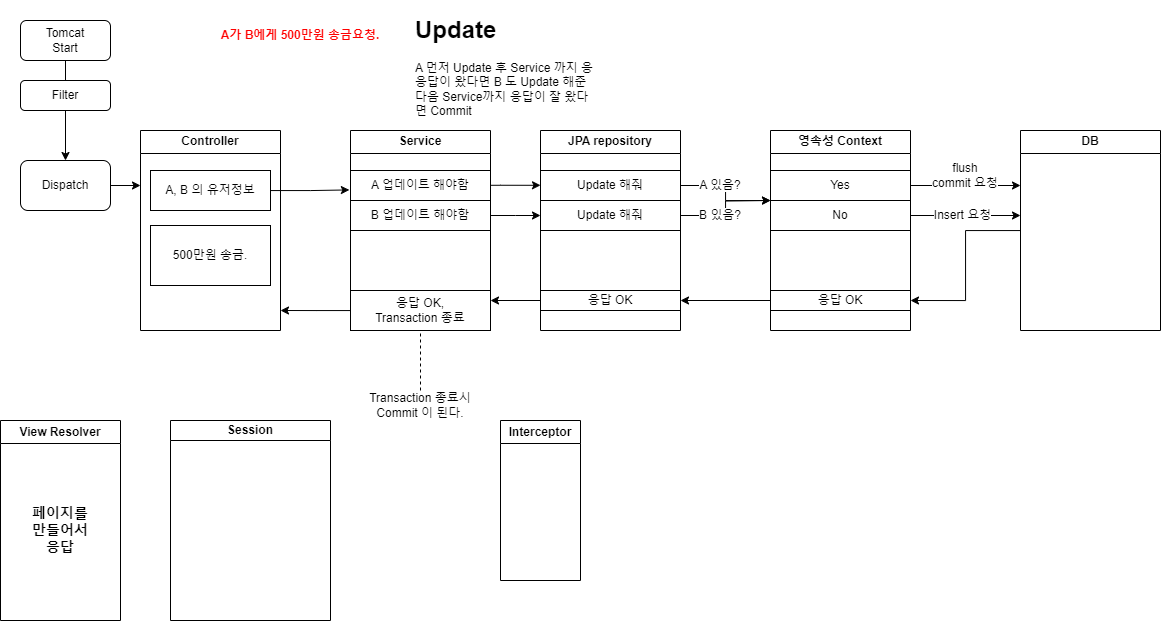 Tomcat
Start
Filter
Dispatch
A가 B에게 500만원 송금요청.
Update
A 먼저 Update 후 Service 까지 응
응답이 왔다면 B 도 Update 해준
다음 Service까지 응답이 잘 왔다
면 Commit
Controller
A, B 의 유저정보
500만원 송금.
Service
A 업데이트 해야함
B 업데이트 해야함
응답 OK,
Transaction 종료
Transaction 종료시
Commit 이 된다.
JPA repository
Update 해줘
Update 해줘
응답 OK
A 있음?
B 있음?
영속성 Context
Yes
No
응답 OK
flush
commit 요청
Insert 요청
DB
View Resolver
페이지를
만들어서
응답
Session
Interceptor